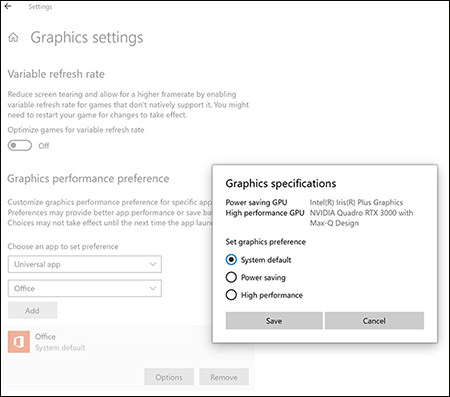 Settings
Graphics settings
Variable refresh rate
Reduce screen tearing and allow for a higher framerate by enabling
variable refresh rate for games that don't natively support it. You might
need to restart your game for changes to take effect.
Optimize games for variable refresh rate
Off
Graphics performance preference
Customize graphics performance preference for specific app
Preferences may provide better app performance or save ba
Choices may not take effect until the next time the app laun
Choose an app to set preference
Universal app
Office
Add
Office
System default
Options
Remove
Graphics specifications
Power saving GPU Intel(R) Iris(R) Plus Graphics
High performance GPU NVIDIA Quadro RTX 3000 with
Max-Q Design
Set graphics preference
System default
Power saving
High performance
Save
Cancel